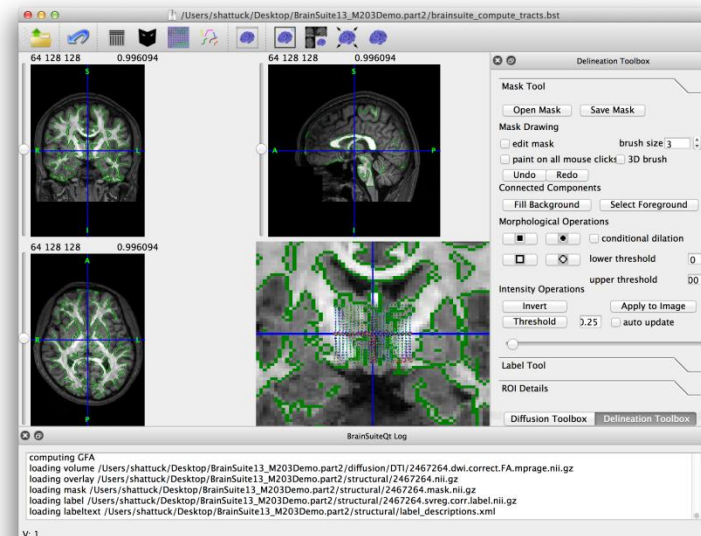 /Users/shattuck/Desktop/BrainSuite13_M203Demo.part2/brainsuite_compute_tracts.bst
64 128 128 0.996094
S
R L
I
64 128 128 0.996094
S
A P
I
64 128 128 0.996094
A
R L
P
Delineation Toolbox
Mask Tool
Open Mask Save Mask
Mask Drawing
edit mask brush size 3
paint on all mouse clicks 3D brush
Undo Redo
Connected Components
Fill Background Select Foreground
Morphological Operations
conditional dilation
lower threshold 0
upper threshold
Intensity Operations
Invert Apply to Image
Threshold 0.25 auto update
Label Tool
ROI Details
Diffusion Toolbox Delineation Toolbox
BrainSuiteQt Log
computing GFA
loading volume /Users/shattuck/Desktop/BrainSuite13_M203Demo.part2/diffusion/DTI/2467264.dwi.correct.FA.mprage.nii.gz
loading overlay /Users/shattuck/Desktop/BrainSuite13_M203Demo.part2/structural/2467264.nii.gz
loading mask /Users/shattuck/Desktop/BrainSuite13_M203Demo.part2/structural/2467264.mask.nii.gz
loading label /Users/shattuck/Desktop/BrainSuite13_M203Demo.part2/structural/2467264.svreg.corr.label.nii.gz
loading labeltext /Users/shattuck/Desktop/BrainSuite13_M203Demo.part2/structural/label_descriptions.xml
V: 1